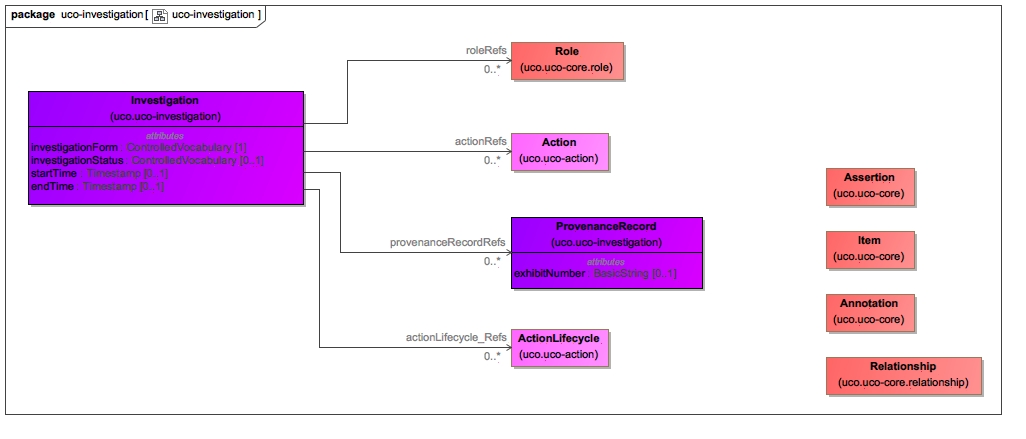 package uco-investigation [ uco-investigation ]
Investigation
(uco.uco-investigation)
attributes
investigationForm : ControlledVocabulary [1]
investigationStatus : ControlledVocabulary [0..1]
startTime : Timestamp [0..1]
endTime : Timestamp [0..1]
roleRefs
0..*
Role
(uco.uco-core.role)
actionRefs
0..*
Action
(uco.uco-action)
provenanceRecordRefs
0..*
ProvenanceRecord
(uco.uco-investigation)
attributes
exhibitNumber : BasicString [0..1]
actionLifecycle_Refs
0..*
ActionLifecycle
(uco.uco-action)
Assertion
(uco.uco-core)
Item
(uco.uco-core)
Annotation
(uco.uco-core)
Relationship
(uco.uco-core.relationship)